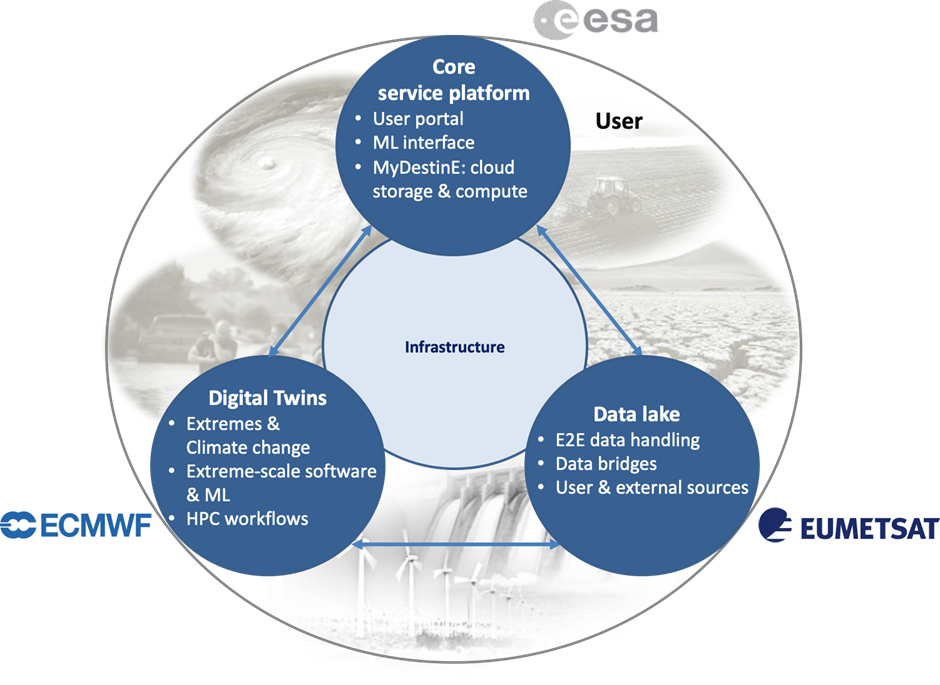 esa
Core
service platform
• User portal
• ML interface
• MyDestinE: cloud
storage & compute
User
Infrastructure
Digital Twins
• Extremes &
Climate change
• Extreme-scale software
& ML
• HPC workflows
Data lake
• E2E data handling
• Data bridges
• User & external sources
ECMWF
EUMETSAT